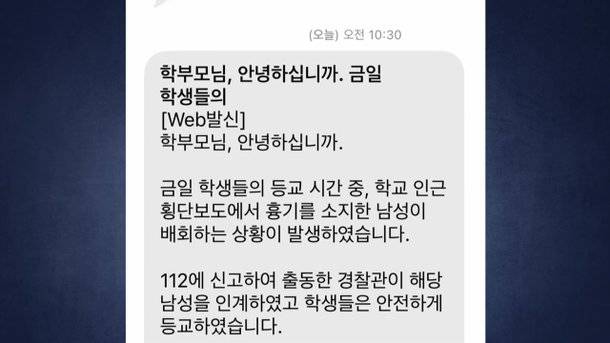 (오늘) 오전 10:30
학부모님, 안녕하십니까. 금일
학생들의
[Web발신]
학부모님, 안녕하십니까.
금일 학생들의 등교 시간 중, 학교 인근
횡단보도에서 흉기를 소지한 남성이
배회하는 상황이 발생하였습니다.
112에 신고하여 출동한 경찰관이 해당
남성을 인계하였고 학생들은 안전하게
등교하였습니다.